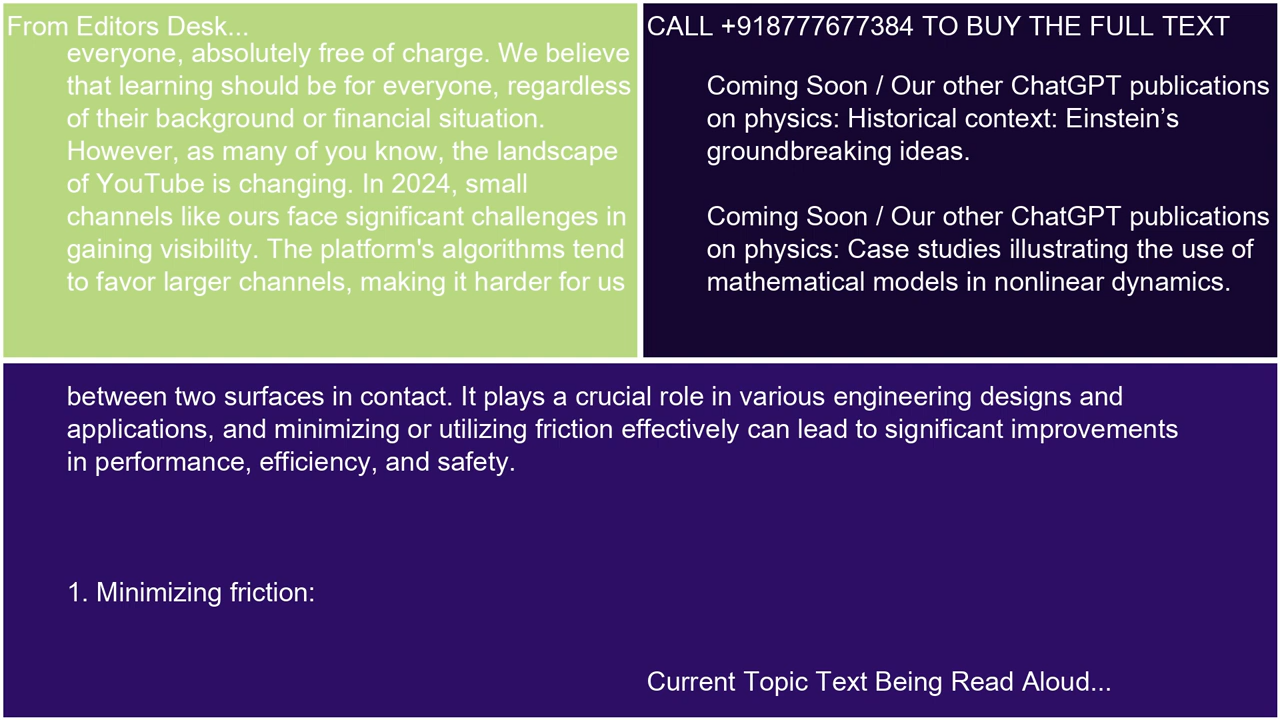 From Editors Desk...
everyone, absolutely free of charge. We believe
that learning should be for everyone, regardless
of their background or financial situation.
However, as many of you know, the landscape
of YouTube is changing. In 2024, small
channels like ours face significant challenges in
gaining visibility. The platform's algorithms tend
to favor larger channels, making it harder for us
CALL +918777677384 TO BUY THE FULL TEXT
Coming Soon / Our other ChatGPT publications
on physics: Historical context: Einstein’s
groundbreaking ideas.
Coming Soon / Our other ChatGPT publications
on physics: Case studies illustrating the use of
mathematical models in nonlinear dynamics.
between two surfaces in contact. It plays a crucial role in various engineering designs and
applications, and minimizing or utilizing friction effectively can lead to significant improvements
in performance, efficiency, and safety.
1. Minimizing friction:
Current Topic Text Being Read Aloud...